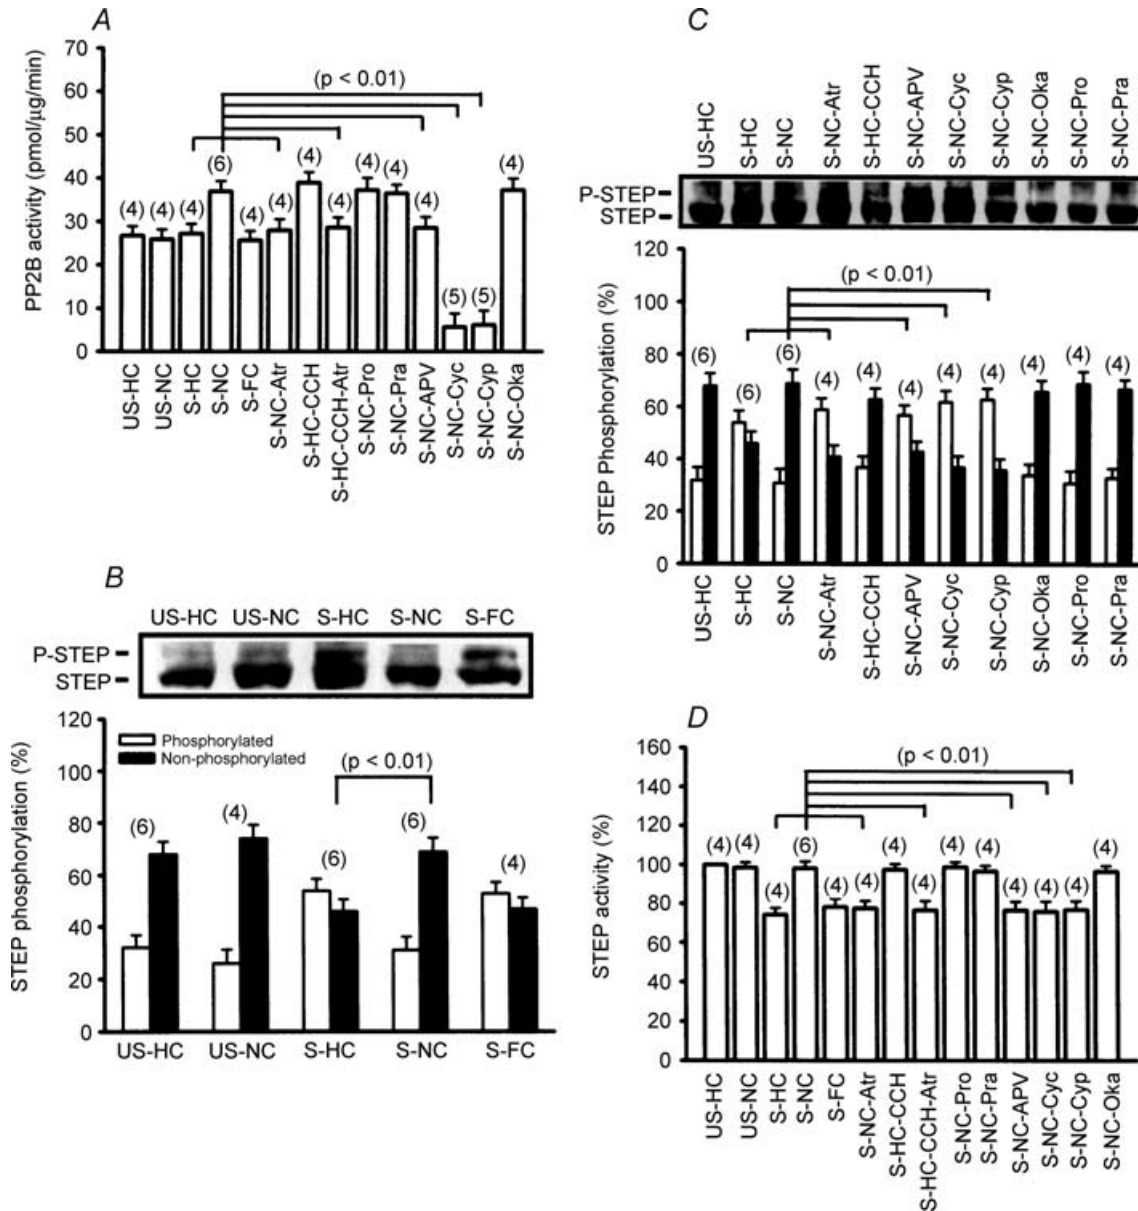 A
PP2B activity (pmol/µg/min)
70
60
50
40
30
20
10
0
(p < 0.01)
(4) (4) (4) (6) (4) (4) (4) (4) (4) (4) (4) (5) (5) (4)
US-HC
US-NC
S-HC
S-NC
S-FC
S-NC-Atr
S-HC-CCH
S-HC-CCH-Atr
S-NC-Pro
S-NC-Pra
S-NC-APV
S-NC-Cyc
S-NC-Cyp
S-NC-Oka
B
US-HC US-NC S-HC S-NC S-FC
P-STEP
STEP
STEP phosphorylation (%)
120
100
80
60
40
20
0
Phosphorylated
Non-phosphorylated
(p < 0.01)
(6) (4) (6) (6) (4)
US-HC US-NC S-HC S-NC S-FC
C
US-HC
S-HC
S-NC
S-NC-Atr
S-HC-CCH
S-NC-APV
S-NC-Cyc
S-NC-Cyp
S-NC-Oka
S-NC-Pro
S-NC-Pra
P-STEP
STEP
STEP Phosphorylation (%)
120
100
80
60
40
20
0
(p < 0.01)
(6) (6) (6) (4) (4) (4) (4) (4) (4) (4) (4)
US-HC
S-HC
S-NC
S-NC-Atr
S-HC-CCH
S-NC-APV
S-NC-Cyc
S-NC-Cyp
S-NC-Oka
S-NC-Pro
S-NC-Pra
D
STEP activity (%)
160
140
120
100
80
60
40
20
0
(p < 0.01)
(4) (4) (4) (6) (4) (4) (4) (4) (4) (4) (4) (4) (4) (4)
US-HC
US-NC
S-HC
S-NC
S-FC
S-NC-Atr
S-HC-CCH
S-HC-CCH-Atr
S-NC-Pro
S-NC-Pra
S-NC-APV
S-NC-Cyc
S-NC-Cyp
S-NC-Oka